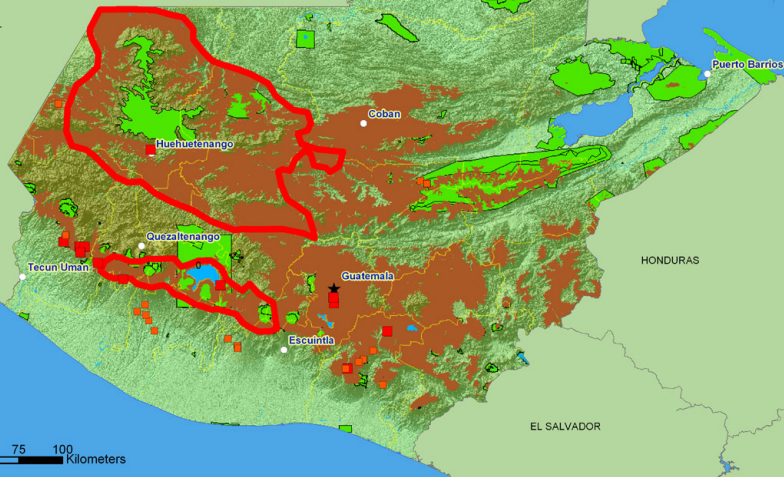 Puerto Barrios
Coban
Huehuetenango
Quezaltenango
HONDURAS
Tecun Uman
Guatemala
Escuintla
EL SALVADOR
75 100
Kilometers